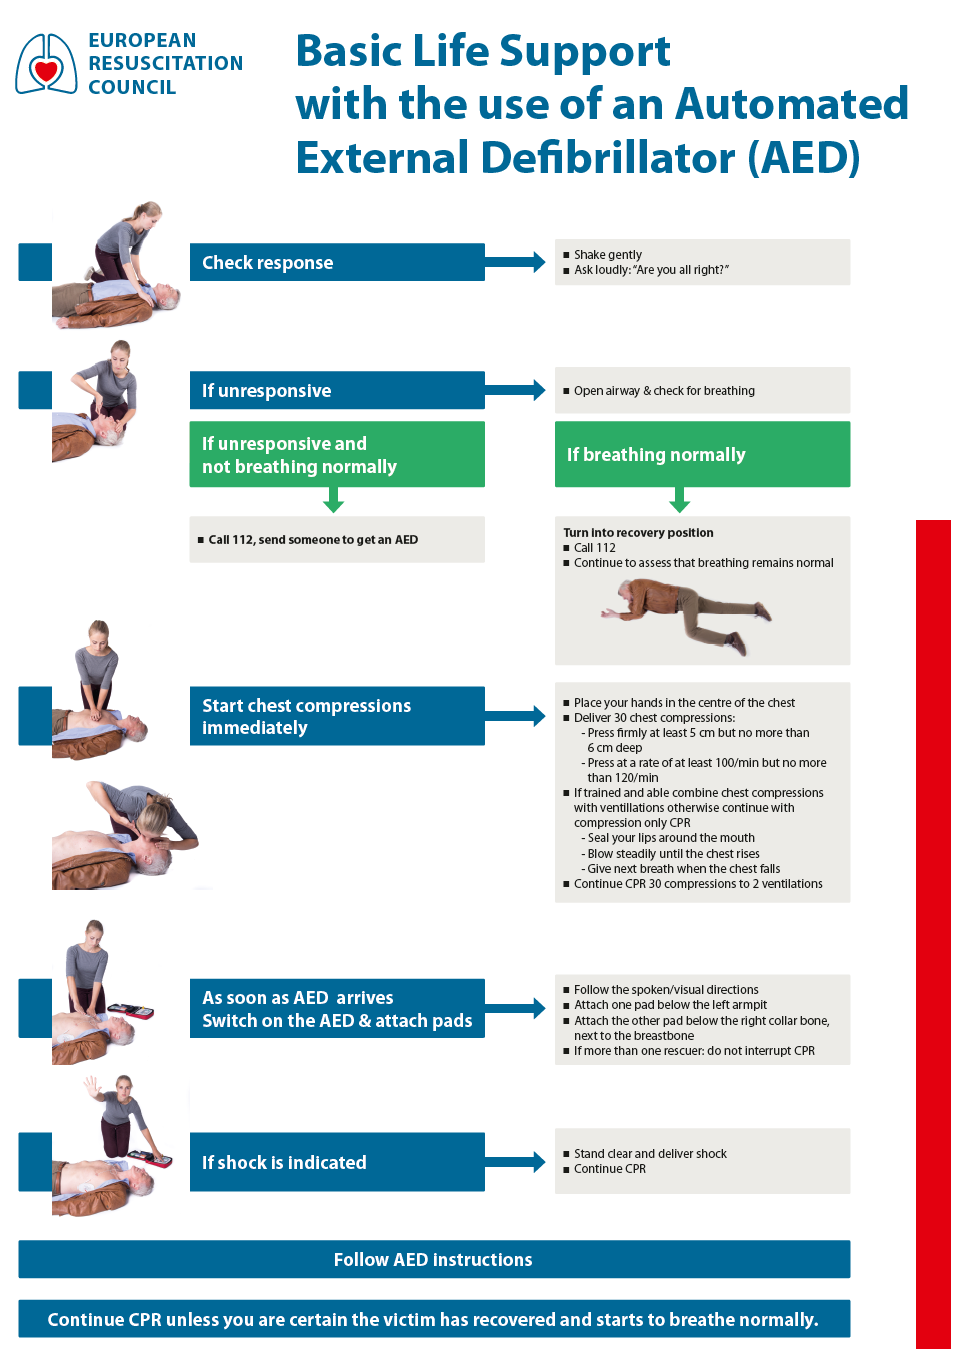 EUROPEAN
RESUSCITATION
COUNCIL
Basic Life Support
with the use of an Automated
External Defibrillator (AED)
Check response
■ Shake gently
■ Ask loudly: “Are you all right?”
If unresponsive
■ Open airway & check for breathing
If unresponsive and
not breathing normally
If breathing normally
■ Call 112, send someone to get an AED
Turn into recovery position
■ Call 112
■ Continue to assess that breathing remains normal
Start chest compressions
immediately
■ Place your hands in the centre of the chest
■ Deliver 30 chest compressions:
- Press firmly at least 5 cm but no more than
6 cm deep
- Press at a rate of at least 100/min but no more
than 120/min
■ If trained and able combine chest compressions
with ventillations otherwise continue with
compression only CPR
- Seal your lips around the mouth
- Blow steadily until the chest rises
- Give next breath when the chest falls
■ Continue CPR 30 compressions to 2 ventilations
As soon as AED arrives
Switch on the AED & attach pads
■ Follow the spoken/visual directions
■ Attach one pad below the left armpit
■ Attach the other pad below the right collar bone,
next to the breastbone
■ If more than one rescuer: do not interrupt CPR
If shock is indicated
■ Stand clear and deliver shock
■ Continue CPR
Follow AED instructions
Continue CPR unless you are certain the victim has recovered and starts to breathe normally.